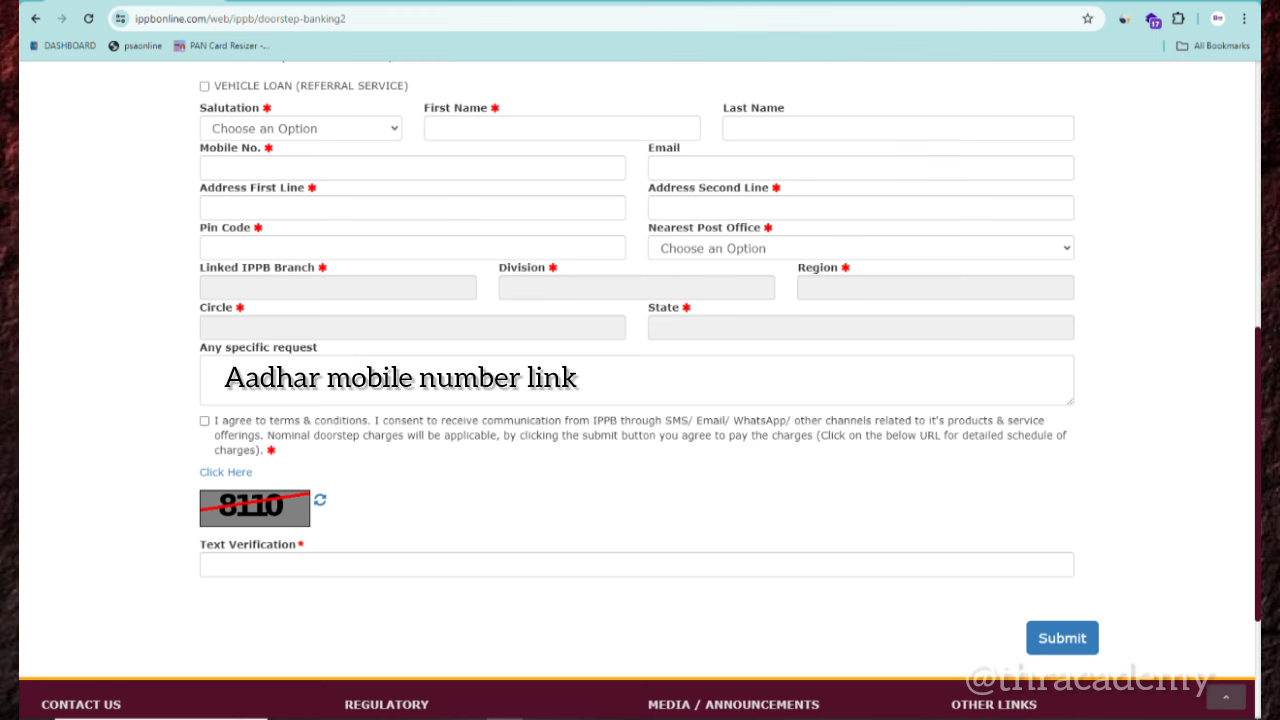 ippbonline.com/web/ippb/doorstep-banking2
17
DASHBOARD psaonline PAN Card Resizer -... All Bookmarks
VEHICLE LOAN (REFERRAL SERVICE)
Salutation * First Name * Last Name
Choose an Option
Mobile No. * Email
Address First Line * Address Second Line *
Pin Code * Nearest Post Office *
Choose an Option
Linked IPPB Branch * Division * Region *
Circle * State *
Any specific request
Aadhar mobile number link
I agree to terms & conditions. I consent to receive communication from IPPB through SMS/ Email/ WhatsApp/ other channels related to it's products & service
offerings. Nominal doorstep charges will be applicable, by clicking the submit button you agree to pay the charges (Click on the below URL for detailed schedule of
charges). *
Click Here
8110
Text Verification *
Submit
@thracademy
CONTACT US REGULATORY MEDIA / ANNOUNCEMENTS OTHER LINKS